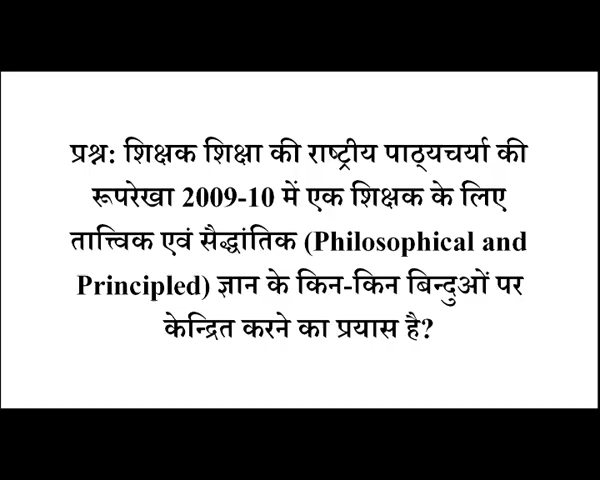 प्रश्न: शिक्षक शिक्षा की राष्ट्रीय पाठ्यचर्या की
रूपरेखा 2009-10 में एक शिक्षक के लिए
तात्त्विक एवं सैद्धांतिक (Philosophical and
Principled) ज्ञान के किन-किन बिन्दुओं पर
केन्द्रित करने का प्रयास है?